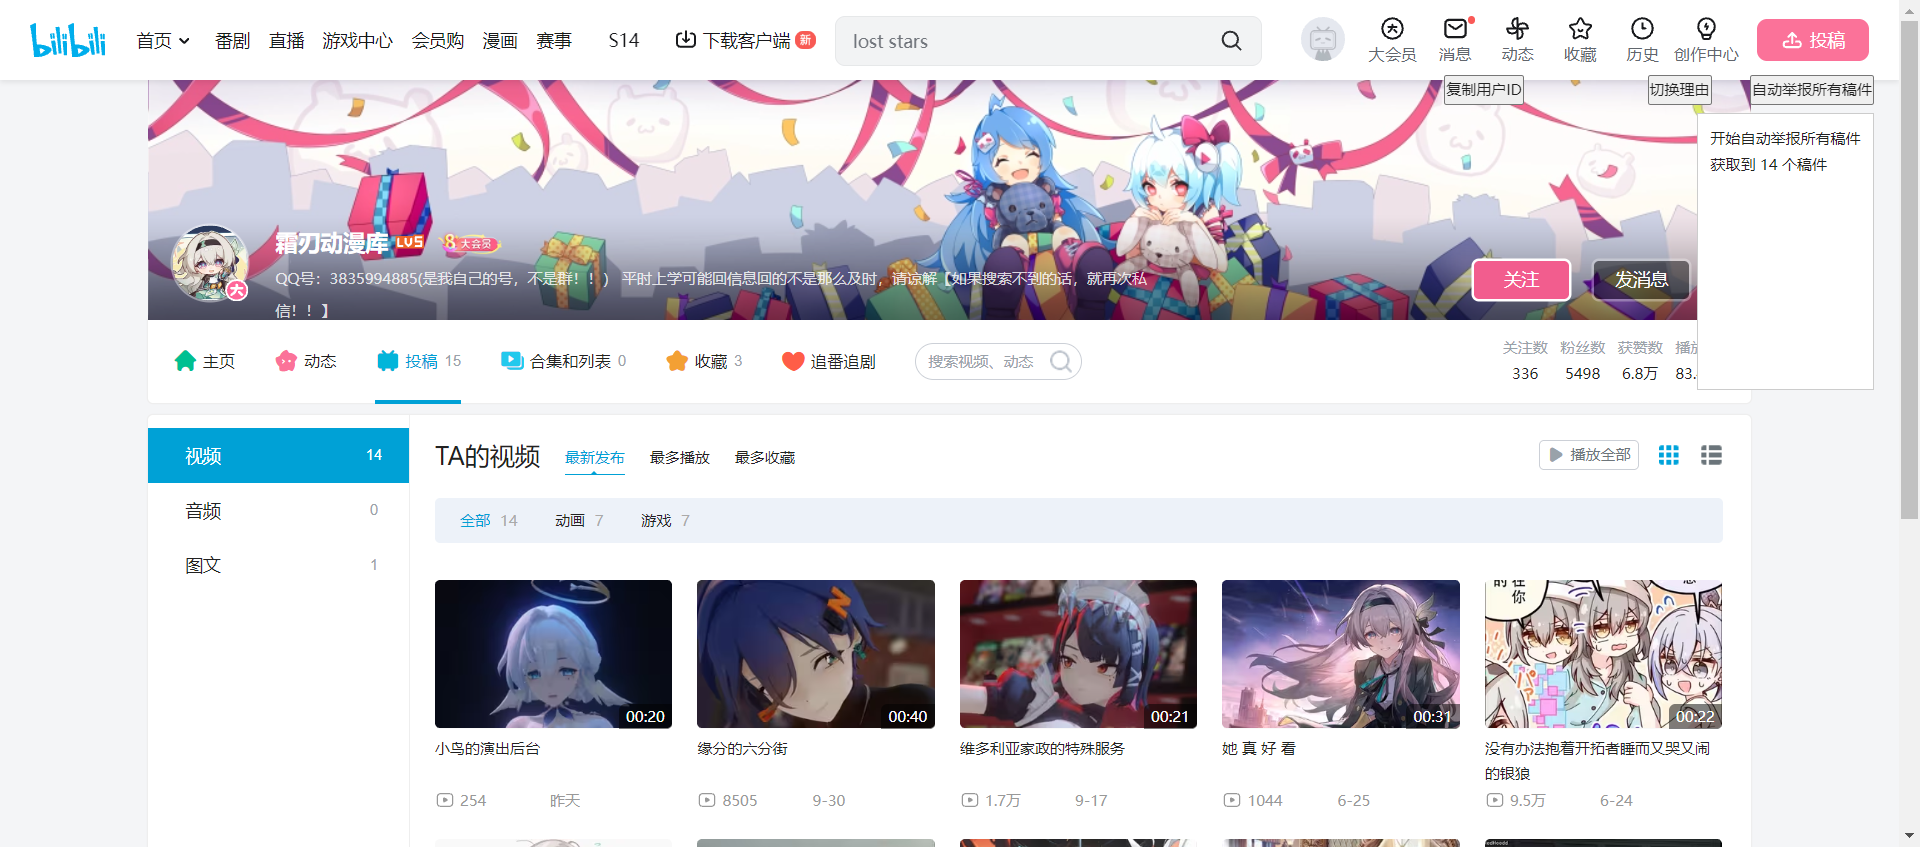 bilibili
首页
番剧
直播
游戏中心
会员购
漫画
赛事
S14
下载客户端
新
lost stars
大会员
消息
动态
收藏
历史
创作中心
投稿
复制用户ID
切换理由
自动举报所有稿件
开始自动举报所有稿件
获取到 14 个稿件
霜刃动漫库 LV5 大会员
QQ号：3835994885(是我自己的号，不是群！！） 平时上学可能回信息回的不是那么及时，请谅解【如果搜索不到的话，就再次私
信！！】
大
关注
发消息
主页
动态
投稿 15
合集和列表 0
收藏 3
追番追剧
搜索视频、动态
关注数 粉丝数 获赞数 播放
336 5498 6.8万 83.
视频 14
音频 0
图文 1
TA的视频
最新发布
最多播放
最多收藏
播放全部
全部 14
动画 7
游戏 7
00:20
小鸟的演出后台
254 昨天
00:40
缘分的六分街
8505 9-30
00:21
维多利亚家政的特殊服务
1.7万 9-17
00:31
她 真 好 看
1044 6-25
在你
00:22
没有办法抱着开拓者睡而又哭又闹
的银狼
9.5万 6-24